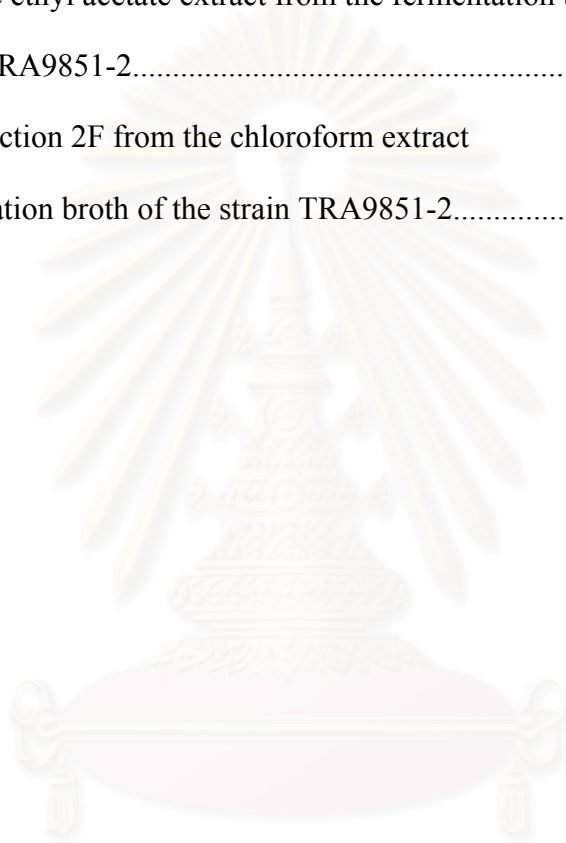 ethyl acetate extract from the fermentation
RA9851-2....................................................
ction 2F from the chloroform extract
ation broth of the strain TRA9851-2..............